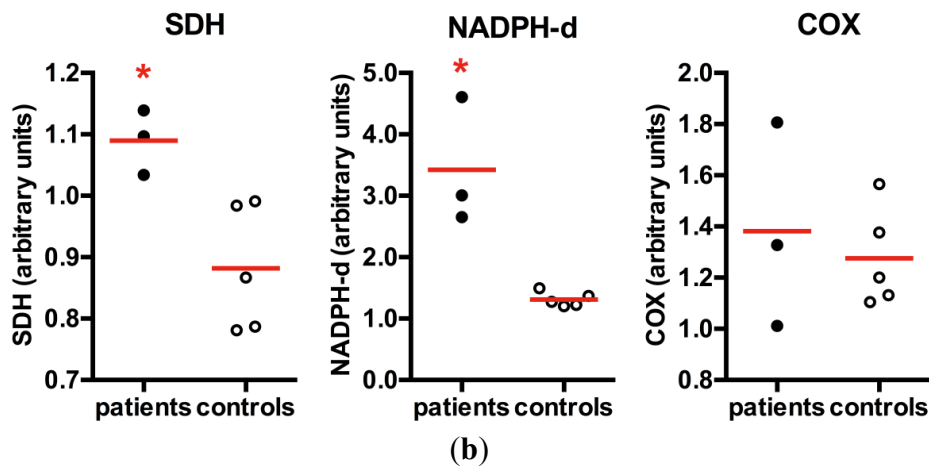 SDH
SDH (arbitrary units)
1.2
1.1
1.0
0.9
0.8
0.7
*
patients controls
NADPH-d
NADPH-d (arbitrary units)
5.0
4.0
3.0
2.0
1.0
0.0
*
patients controls
COX
COX (arbitrary units)
2.0
1.8
1.6
1.4
1.2
1.0
0.8
patients controls
(b)